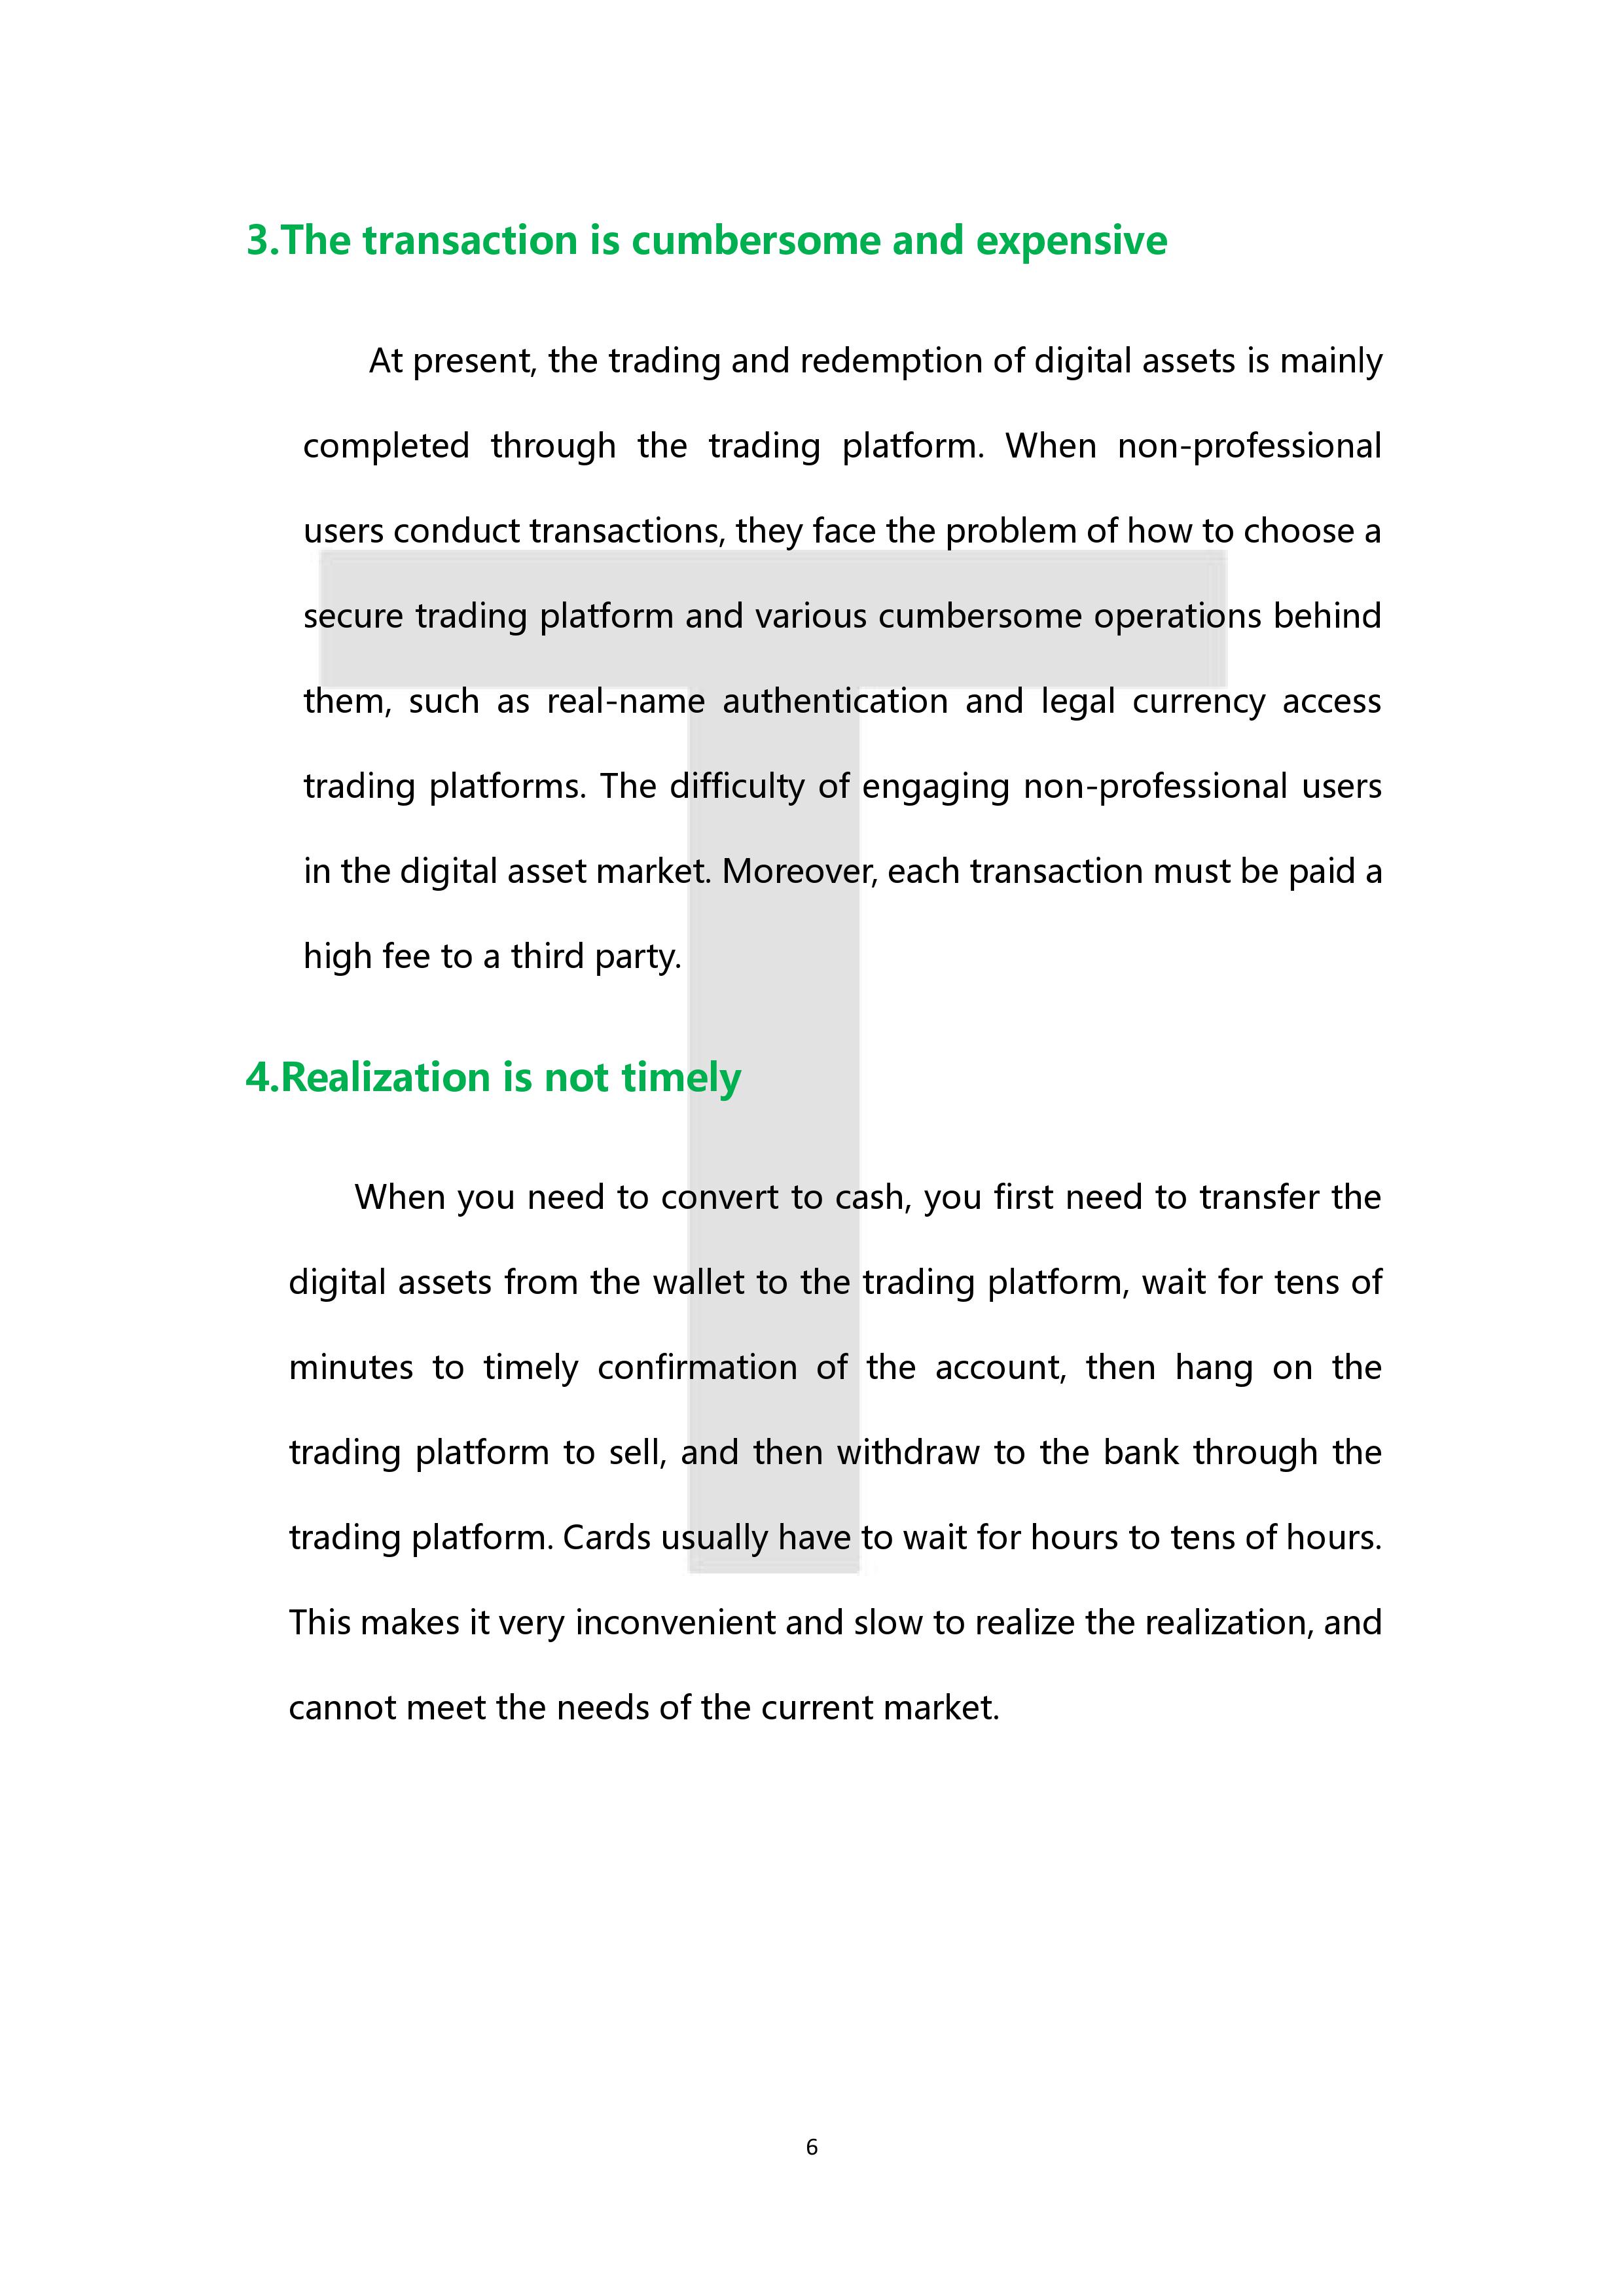 3.The transaction is cumbersome and expensive
At present, the trading and redemption of digital assets is mainly
completed through the trading platform. When non-professional
users conduct transactions, they face the problem of how to choose a
secure trading platform and various cumbersome operations behind
them, such as real-name authentication and legal currency access
trading platforms. The difficulty of engaging non-professional users
in the digital asset market. Moreover, each transaction must be paid a
high fee to a third party.
4.Realization is not timely
When you need to convert to cash, you first need to transfer the
digital assets from the wallet to the trading platform, wait for tens of
minutes to timely confirmation of the account, then hang on the
trading platform to sell, and then withdraw to the bank through the
trading platform. Cards usually have to wait for hours to tens of hours.
This makes it very inconvenient and slow to realize the realization, and
cannot meet the needs of the current market.
6